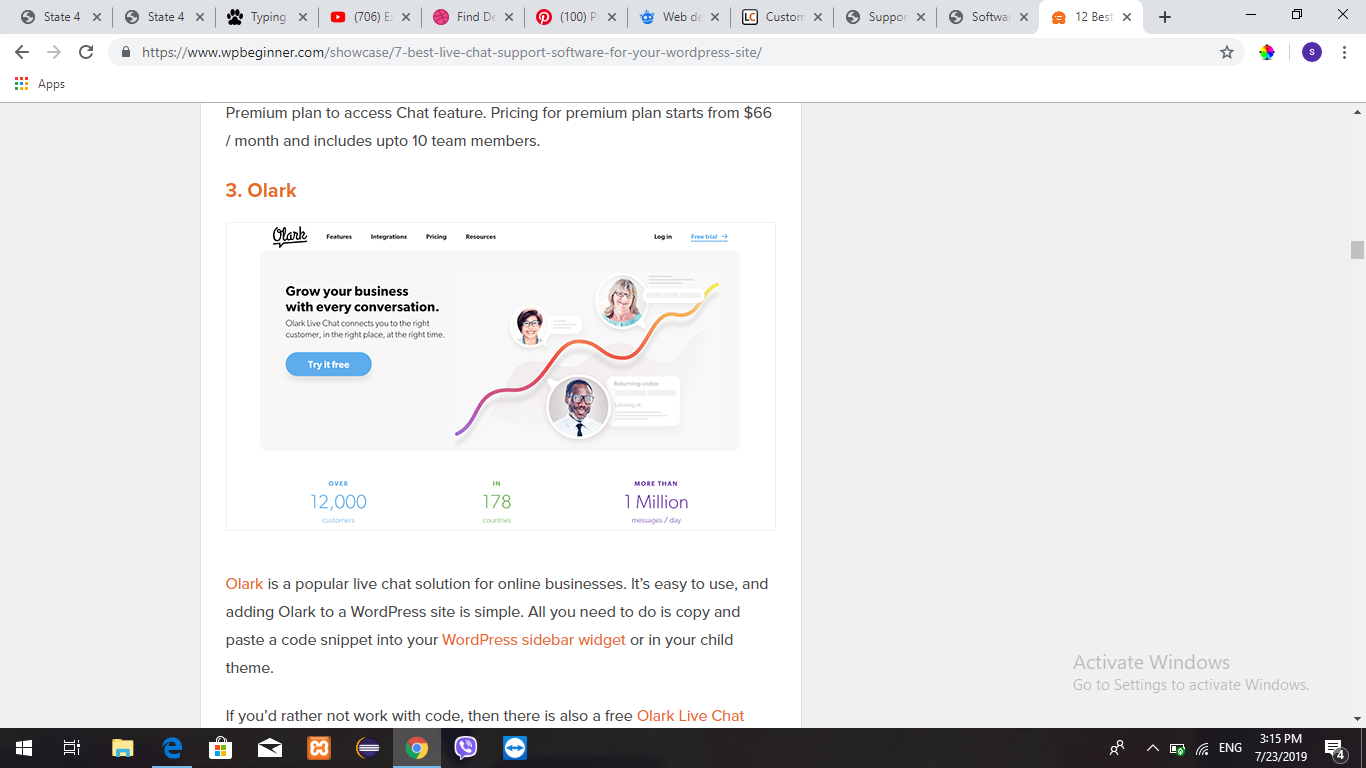 State 4
State 4
Typing
(706) E
Find De
(100) P
Web de
LC Custom
Suppor
Softwar
12 Best
https://www.wpbeginner.com/showcase/7-best-live-chat-support-software-for-your-wordpress-site/
S
Apps
Premium plan to access Chat feature. Pricing for premium plan starts from $66
/ month and includes upto 10 team members.
3. Olark
Olark Features Integrations Pricing Resources Log in Free trial →
Grow your business
with every conversation.
Olark Live Chat connects you to the right
customer, in the right place, at the right time.
Try it free
Returning visitor
Looking at:
OVER
12,000
customers
IN
178
countries
MORE THAN
1 Million
messages / day
Olark is a popular live chat solution for online businesses. It’s easy to use, and
adding Olark to a WordPress site is simple. All you need to do is copy and
paste a code snippet into your WordPress sidebar widget or in your child
theme.
If you’d rather not work with code, then there is also a free Olark Live Chat
Activate Windows
Go to Settings to activate Windows.
ENG
3:15 PM
7/23/2019
4